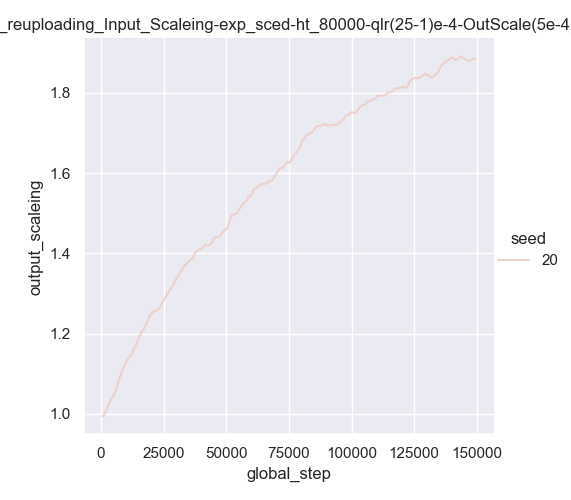 _reuploading_Input_Scaleing-exp_sced-ht_80000-qlr(25-1)e-4-OutScale(5e-4
1.8
1.6
1.4
1.2
1.0
output_scaleing
seed
20
0 25000 50000 75000 100000 125000 150000
global_step